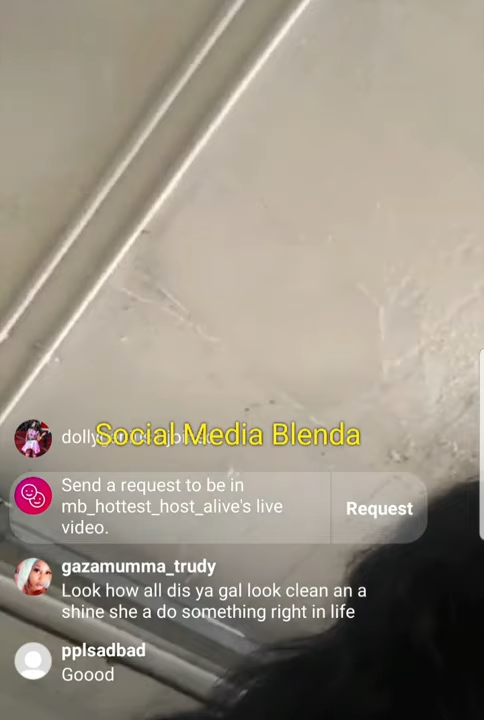 Social Media Blenda
Send a request to be in
mb_hottest_host_alive's live
video.
Request
gazamumma_trudy
Look how all dis ya gal look clean an a
shine she a do something right in life
pplsadbad
Goood